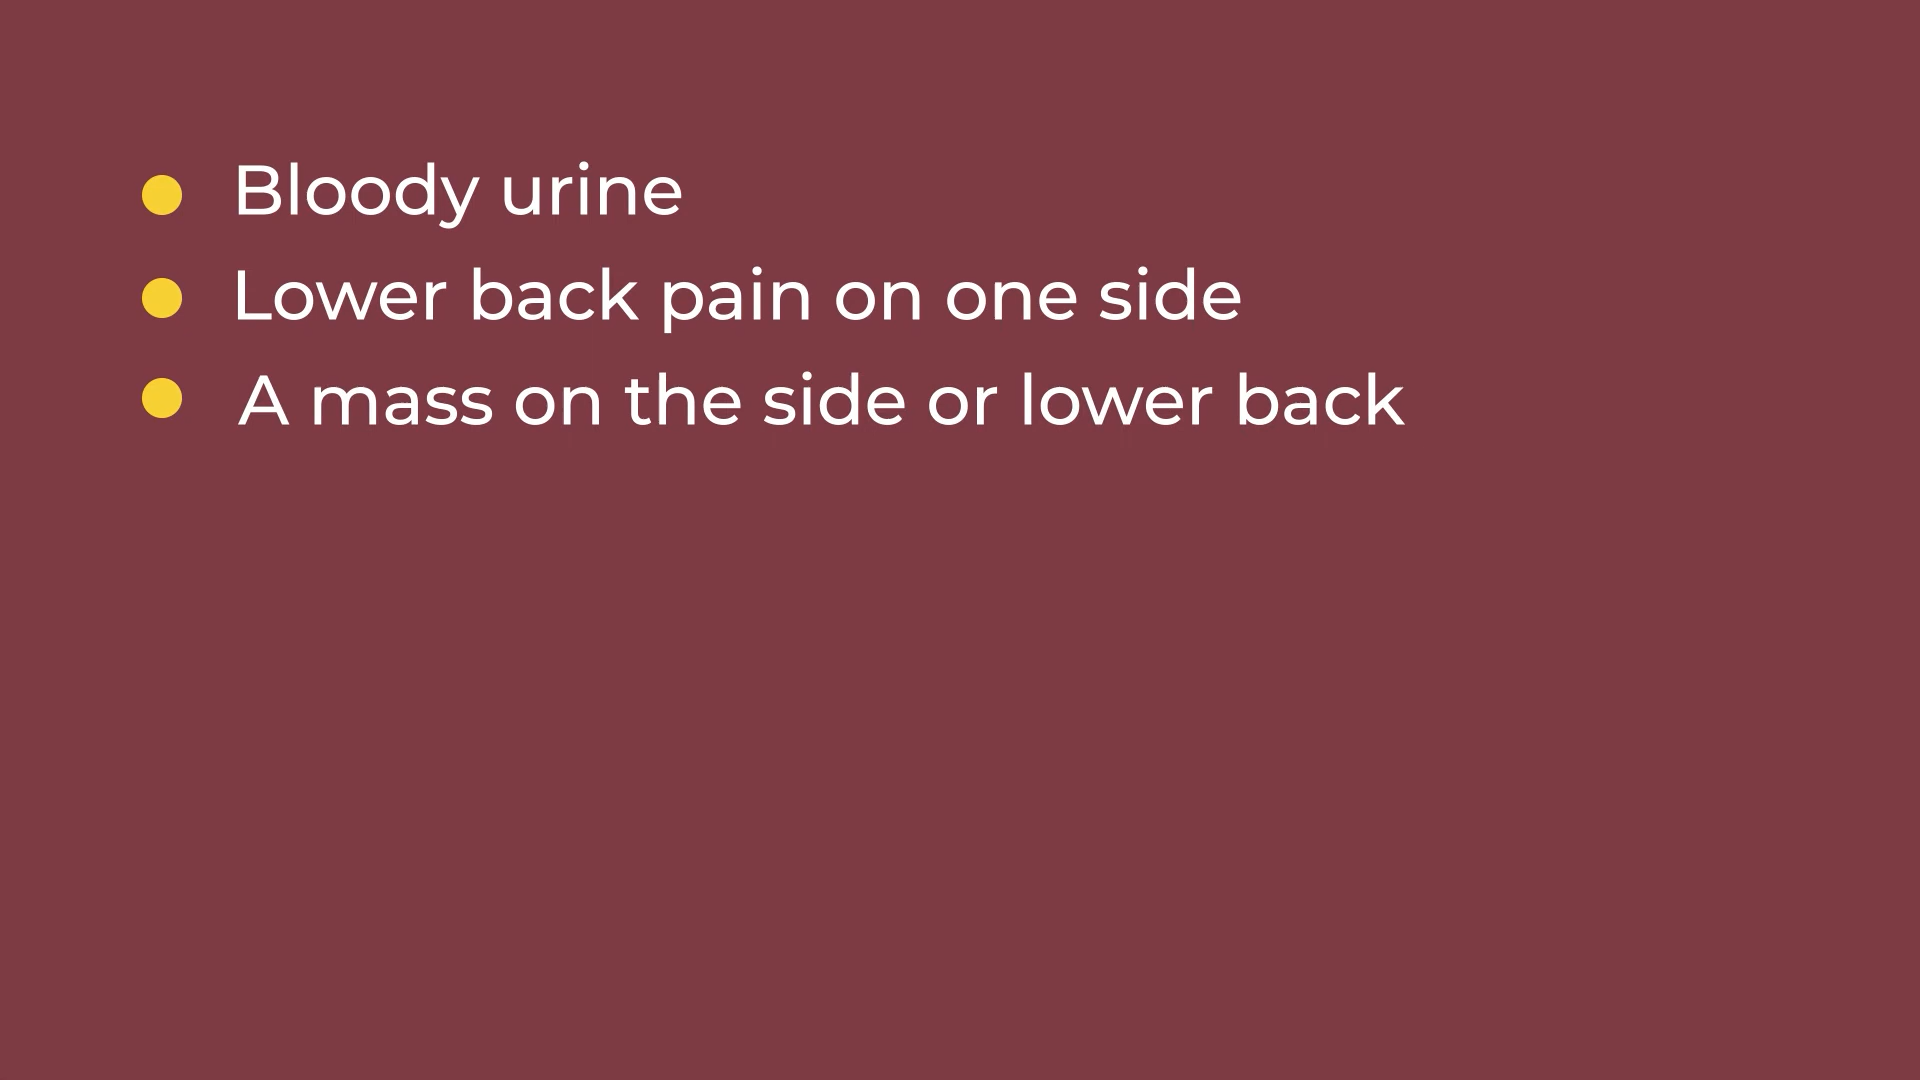 Bloody urine
Lower back pain on one side
A mass on the side or lower back